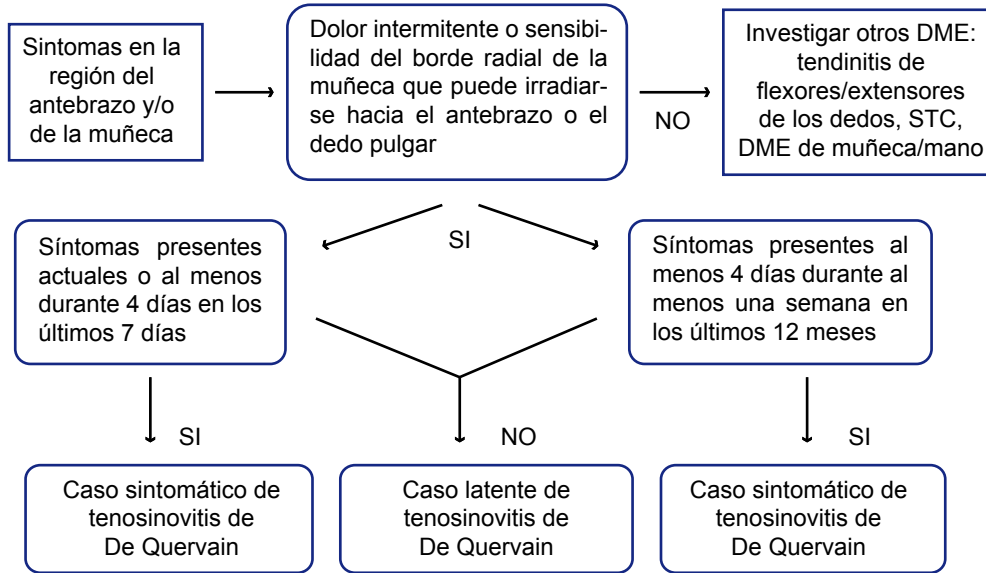 Sintomas en la
región del
antebrazo y/o
de la muñeca
Dolor intermitente o sensibi-
lidad del borde radial de la
muñeca que puede irradiar-
se hacia el antebrazo o el
dedo pulgar
NO
Investigar otros DME:
tendinitis de
flexores/extensores
de los dedos, STC,
DME de muñeca/mano
SI
Síntomas presentes
actuales o al menos
durante 4 días en los
últimos 7 días
Síntomas presentes al
menos 4 días durante al
menos una semana en
los últimos 12 meses
SI
NO
SI
Caso sintomático de
tenosinovitis de
De Quervain
Caso latente de
tenosinovitis de
De Quervain
Caso sintomático de
tenosinovitis de
De Quervain